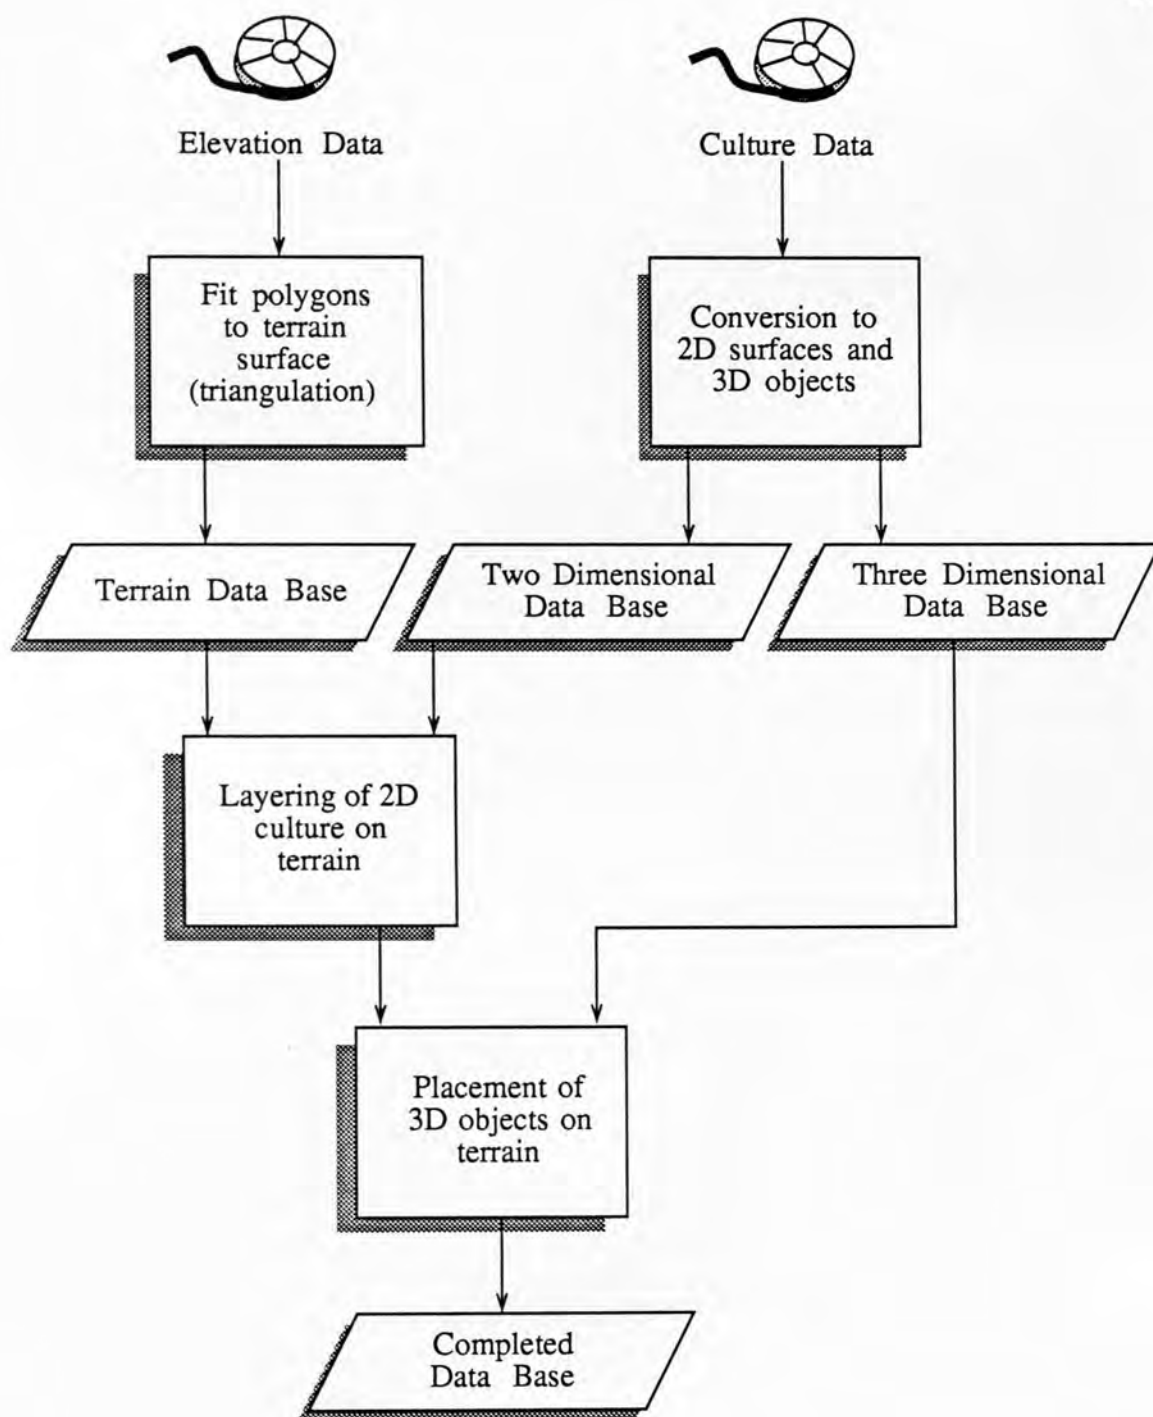 Elevation Data
Culture Data
Fit polygons
to terrain
surface
(triangulation)
Conversion to
2D surfaces and
3D objects
Terrain Data Base
Two Dimensional
Data Base
Three Dimensional
Data Base
Layering of 2D
culture on
terrain
Placement of
3D objects on
terrain
Completed
Data Base